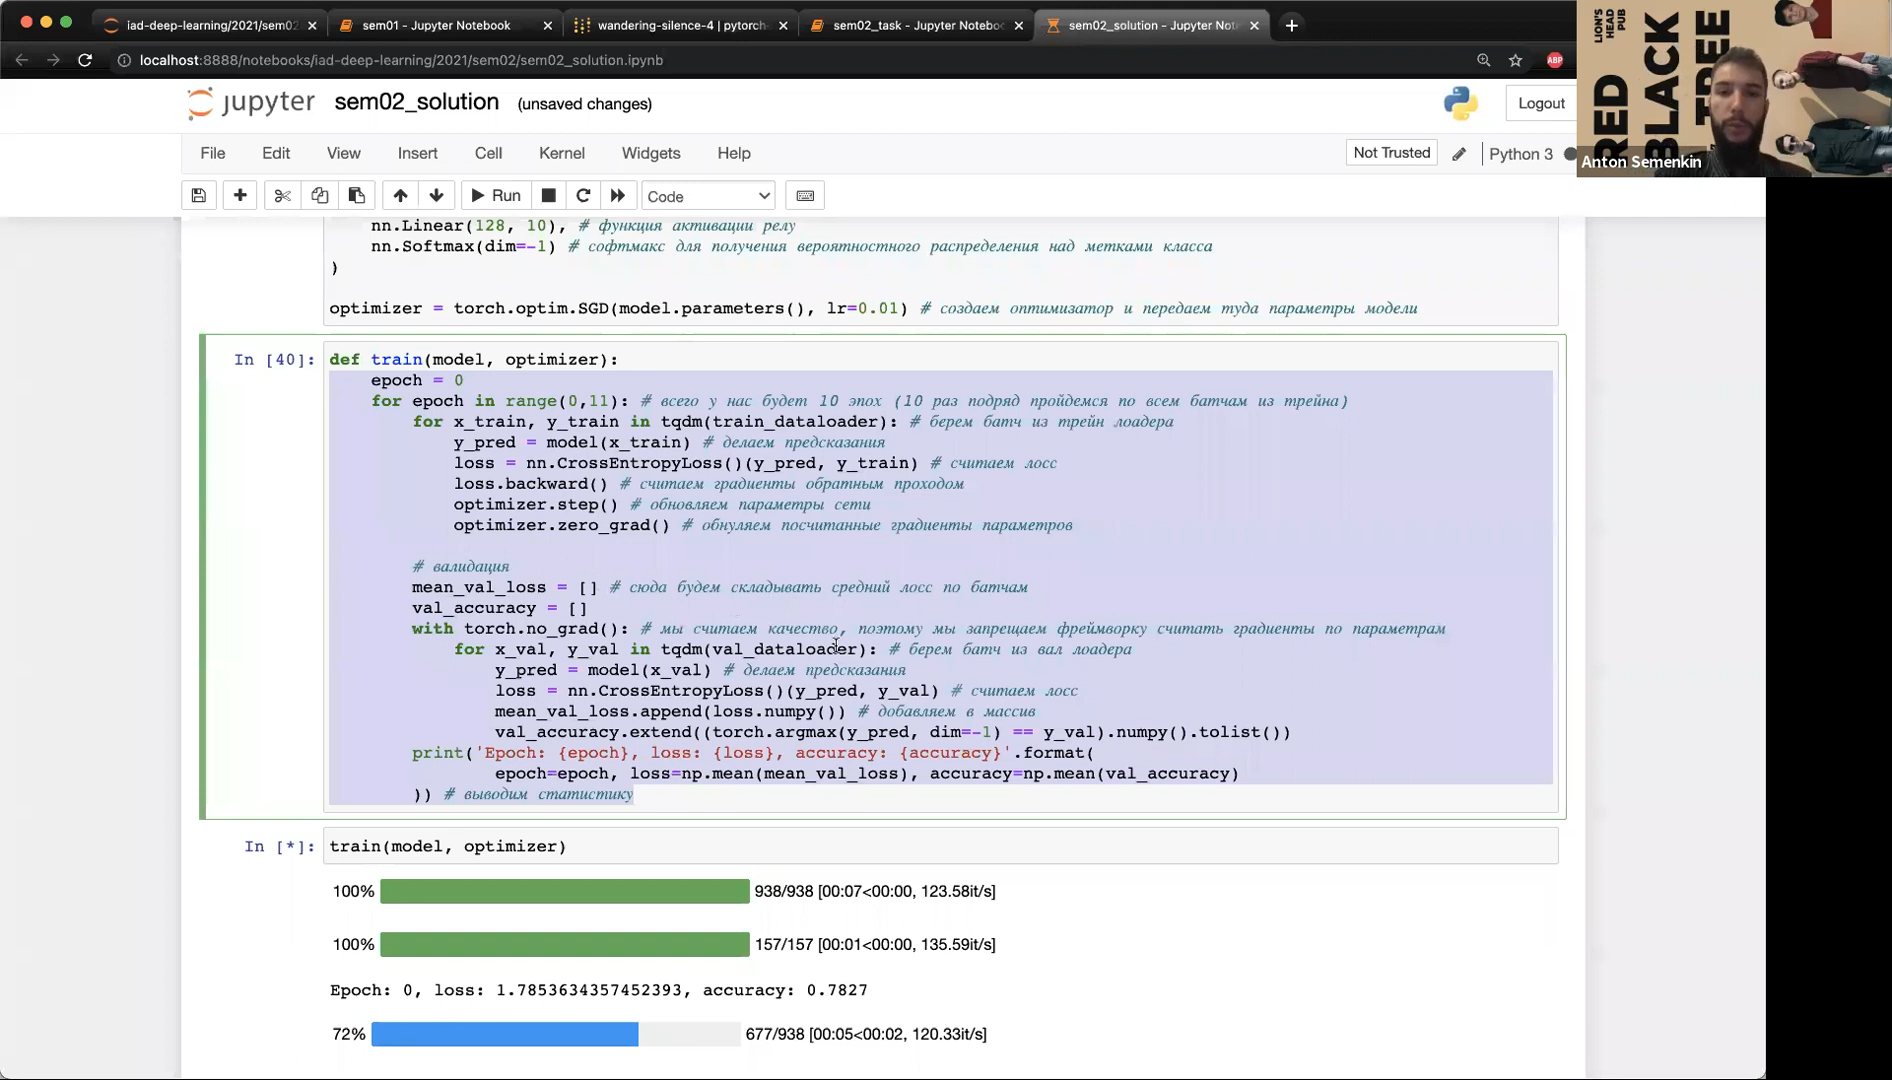 iad-deep-learning/2021/sem02
sem01 - Jupyter Notebook
wandering-silence-4 | pytorch-
sem02_task - Jupyter Noteboo
sem02_solution - Jupyter Not
localhost:8888/notebooks/iad-deep-learning/2021/sem02/sem02_solution.ipynb
ABP
LION'S HEAD PUB
RED BLACK TREE
Anton Semenkin
jupyter sem02_solution (unsaved changes)
Logout
File Edit View Insert Cell Kernel Widgets Help
Not Trusted
Python 3
Run
Code
nn.Linear(128, 10), # функция активации релу
nn.Softmax(dim=-1) # софтмакс для получения вероятностного распределения над метками класса
)
optimizer = torch.optim.SGD(model.parameters(), lr=0.01) # создаем оптимизатор и передаем туда параметры модели
In [40]: def train(model, optimizer):
epoch = 0
for epoch in range(0,11): # всего у нас будет 10 эпох (10 раз подряд пройдемся по всем батчам из трейна)
for x_train, y_train in tqdm(train_dataloader): # берем батч из трейн лоадера
y_pred = model(x_train) # делаем предсказания
loss = nn.CrossEntropyLoss()(y_pred, y_train) # считаем лосс
loss.backward() # считаем градиенты обратным проходом
optimizer.step() # обновляем параметры сети
optimizer.zero_grad() # обнуляем посчитанные градиенты параметров
# валидация
mean_val_loss = [] # сюда будем складывать средний лосс по батчам
val_accuracy = []
with torch.no_grad(): # мы считаем качество, поэтому мы запрещаем фреймворку считать градиенты по параметрам
for x_val, y_val in tqdm(val_dataloader): # берем батч из вал лоадера
y_pred = model(x_val) # делаем предсказания
loss = nn.CrossEntropyLoss()(y_pred, y_val) # считаем лосс
mean_val_loss.append(loss.numpy()) # добавляем в массив
val_accuracy.extend((torch.argmax(y_pred, dim=-1) == y_val).numpy().tolist())
print('Epoch: {epoch}, loss: {loss}, accuracy: {accuracy}'.format(
epoch=epoch, loss=np.mean(mean_val_loss), accuracy=np.mean(val_accuracy)
)) # выводим статистику
In [*]: train(model, optimizer)
100% 938/938 [00:07<00:00, 123.58it/s]
100% 157/157 [00:01<00:00, 135.59it/s]
Epoch: 0, loss: 1.7853634357452393, accuracy: 0.7827
72% 677/938 [00:05<00:02, 120.33it/s]